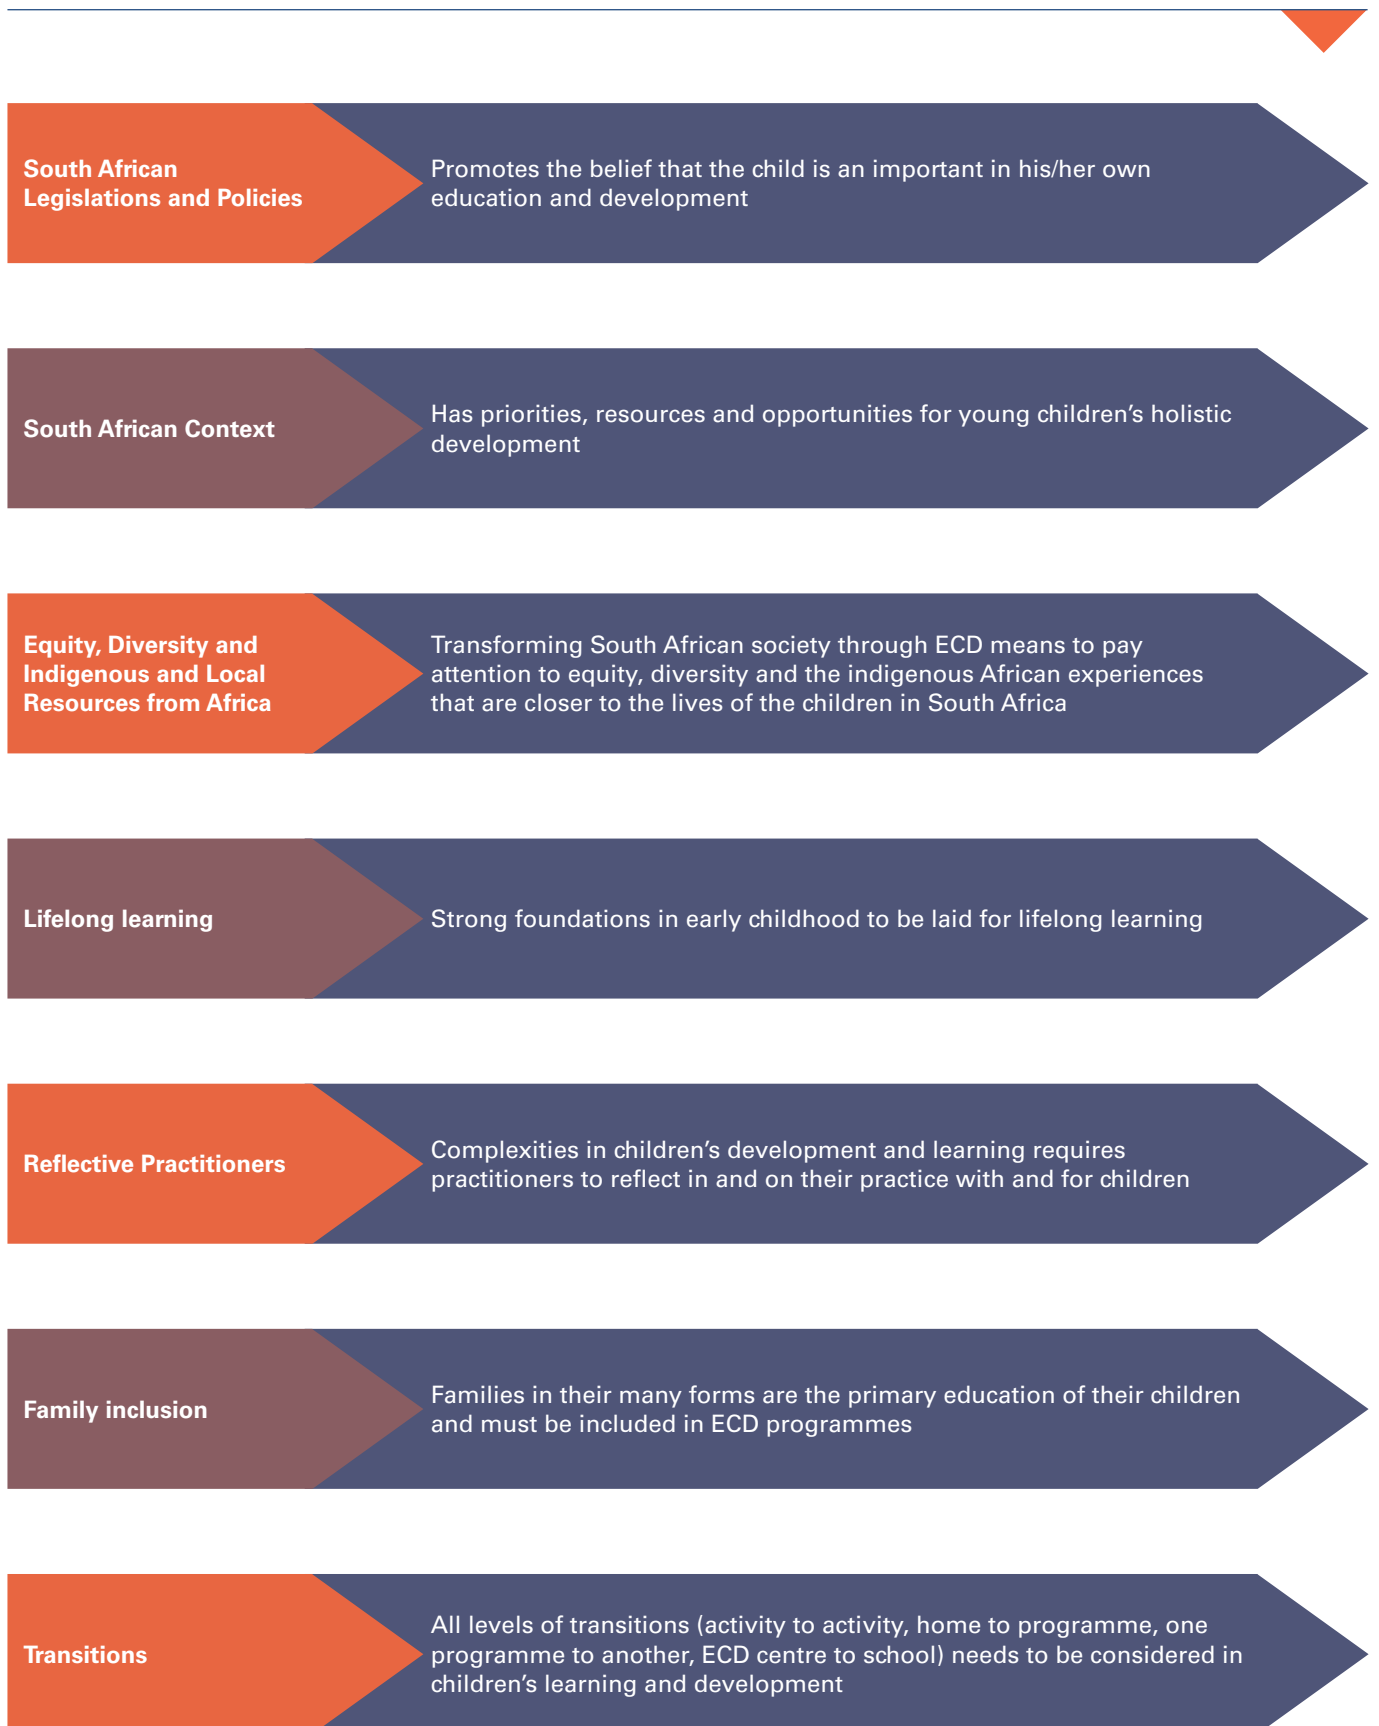 South African
Legislations and Policies
Promotes the belief that the child is an important in his/her own
education and development
South African Context
Has priorities, resources and opportunities for young children’s holistic
development
Equity, Diversity and
Indigenous and Local
Resources from Africa
Transforming South African society through ECD means to pay
attention to equity, diversity and the indigenous African experiences
that are closer to the lives of the children in South Africa
Lifelong learning
Strong foundations in early childhood to be laid for lifelong learning
Reflective Practitioners
Complexities in children’s development and learning requires
practitioners to reflect in and on their practice with and for children
Family inclusion
Families in their many forms are the primary education of their children
and must be included in ECD programmes
Transitions
All levels of transitions (activity to activity, home to programme, one
programme to another, ECD centre to school) needs to be considered in
children’s learning and development